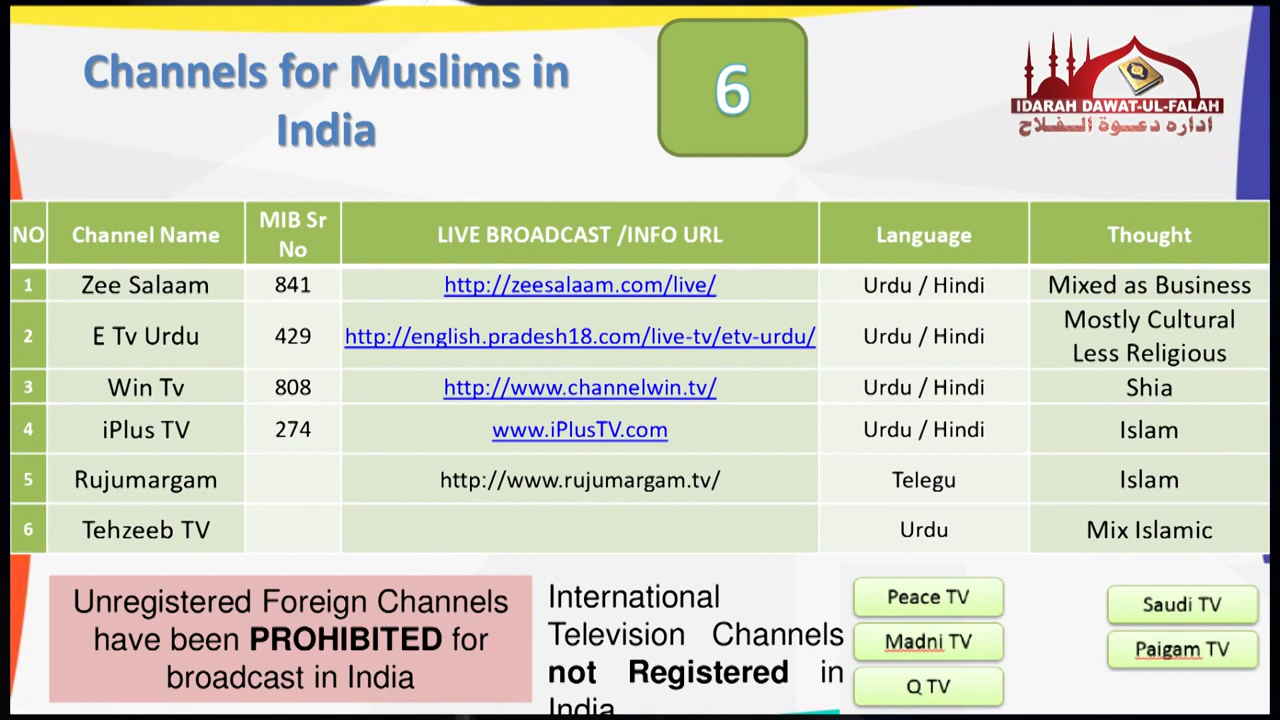 Channels for Muslims in
India
6
IDARAH DAWAT-UL-FALAH
اداره دعـوة الـفـلاح
NO Channel Name MIB Sr No LIVE BROADCAST /INFO URL Language Thought
1 Zee Salaam 841 http://zeesalaam.com/live/ Urdu / Hindi Mixed as Business
2 E Tv Urdu 429 http://english.pradesh18.com/live-tv/etv-urdu/ Urdu / Hindi Mostly Cultural Less Religious
3 Win Tv 808 http://www.channelwin.tv/ Urdu / Hindi Shia
4 iPlus TV 274 www.iPlusTV.com Urdu / Hindi Islam
5 Rujumargam http://www.rujumargam.tv/ Telegu Islam
6 Tehzeeb TV Urdu Mix Islamic
Unregistered Foreign Channels
have been PROHIBITED for
broadcast in India
International
Television Channels
not Registered in
India
Peace TV
Madni TV
Q TV
Saudi TV
Paigam TV